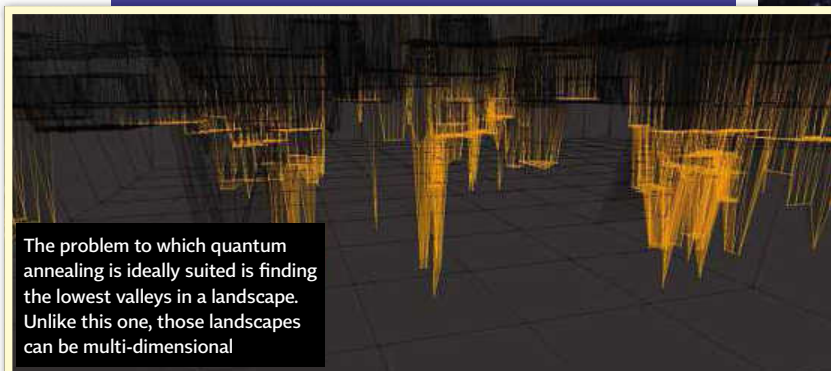 The problem to which quantum
annealing is ideally suited is finding
the lowest valleys in a landscape.
Unlike this one, those landscapes
can be multi-dimensional